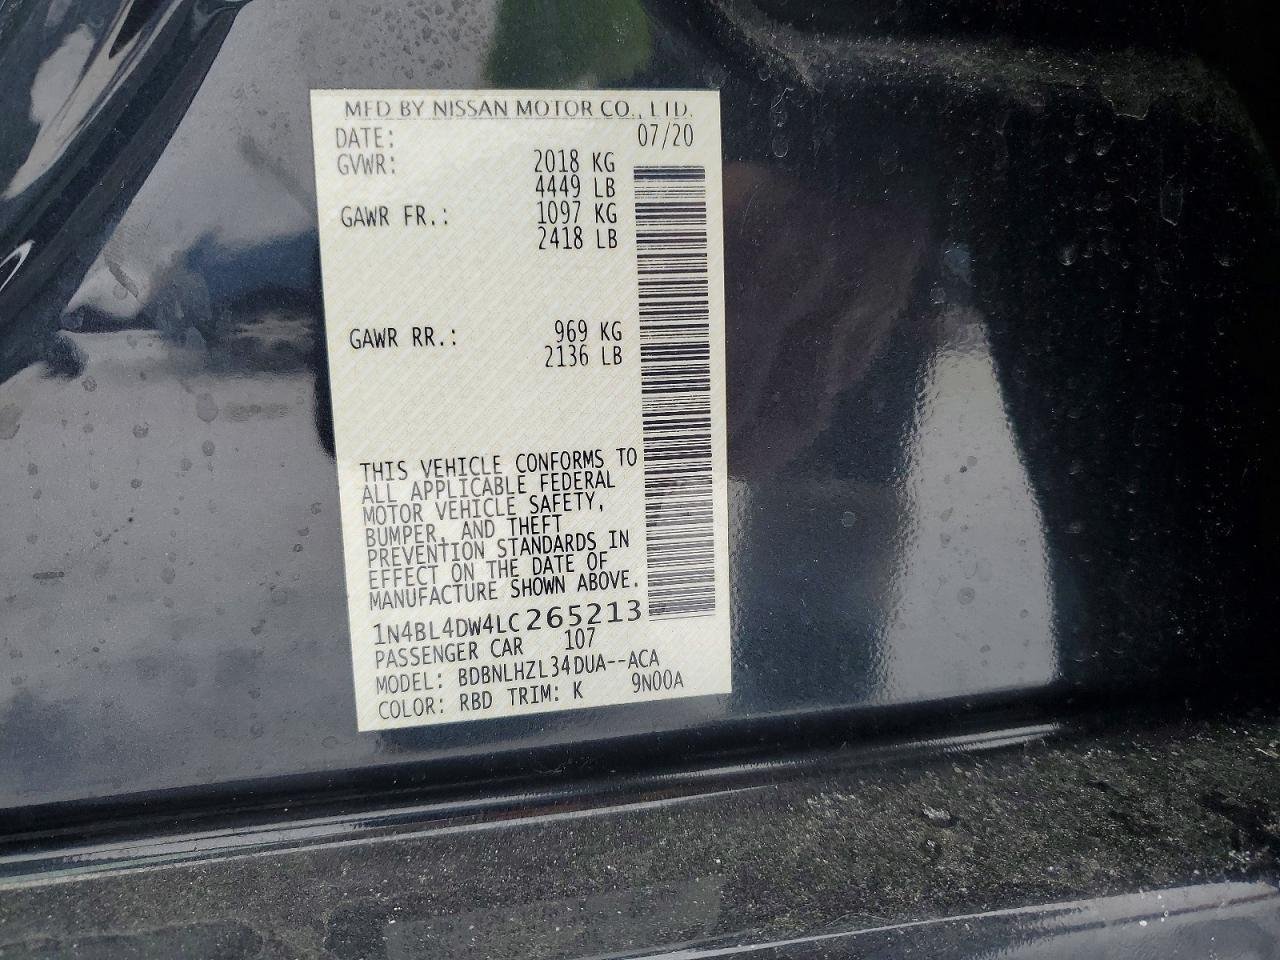 MFD BY NISSAN MOTOR CO., LTD.
DATE: 07/20
GVWR: 2018 KG
4449 LB
GAWR FR.: 1097 KG
2418 LB
GAWR RR.: 969 KG
2136 LB
THIS VEHICLE CONFORMS TO
ALL APPLICABLE FEDERAL
MOTOR VEHICLE SAFETY,
BUMPER, AND THEFT
PREVENTION STANDARDS IN
EFFECT ON THE DATE OF
MANUFACTURE SHOWN ABOVE.
1N4BL4DW4LC265213
PASSENGER CAR 107
MODEL: BDBNLHZL34DUA--ACA
COLOR: RBD TRIM: K 9N00A